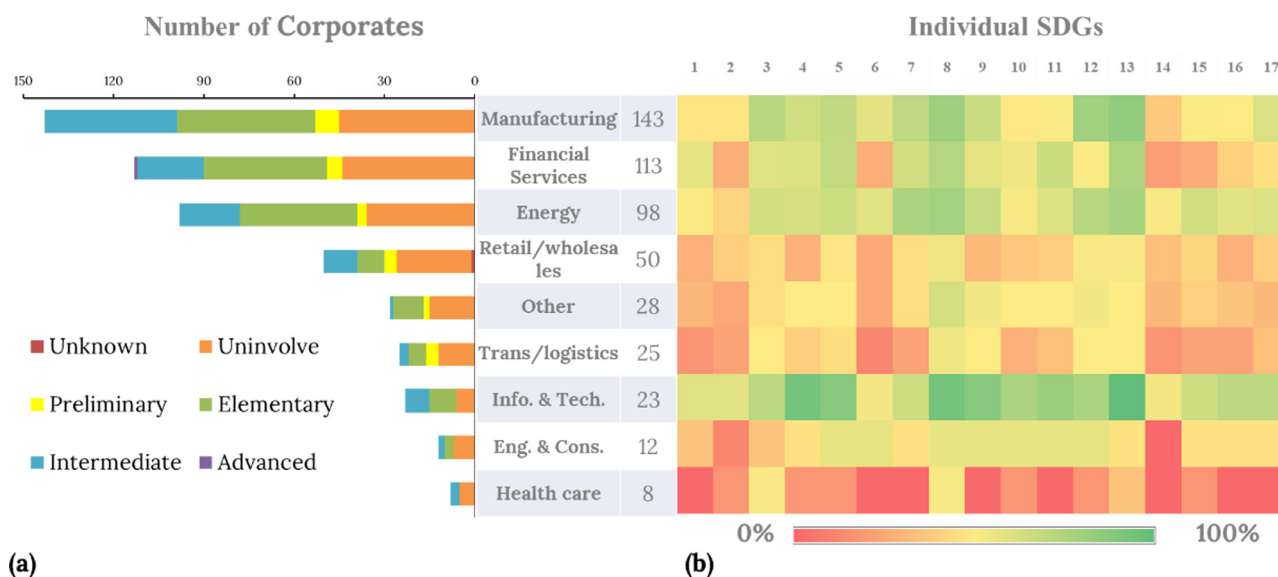 Number of Corporates
Individual SDGs
150 120 90 60 30 0
1 2 3 4 5 6 7 8 9 10 11 12 13 14 15 16 17
Manufacturing 143
Financial
Services 113
Energy 98
Retail/wholesa
les 50
Other 28
Trans/logistics 25
Info. & Tech. 23
Eng. & Cons. 12
Health care 8
Unknown Uninvolve
Preliminary Elementary
Intermediate Advanced
0% 100%
(a) (b)